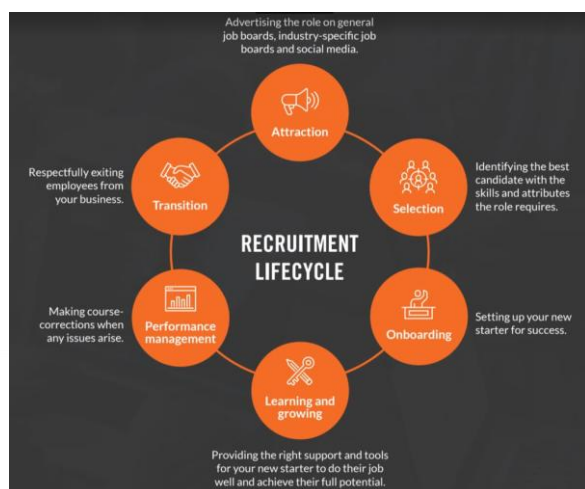 Advertising the role on general
job boards, industry-specific job
boards and social media.
Attraction
Identifying the best
candidate with the
skills and attributes
the role requires.
Selection
Setting up your new
starter for success.
Onboarding
Learning and
growing
Providing the right support and tools
for your new starter to do their job
well and achieve their full potential.
Performance
management
Making course-
corrections when
any issues arise.
Transition
Respectfully exiting
employees from
your business.
RECRUITMENT
LIFECYCLE